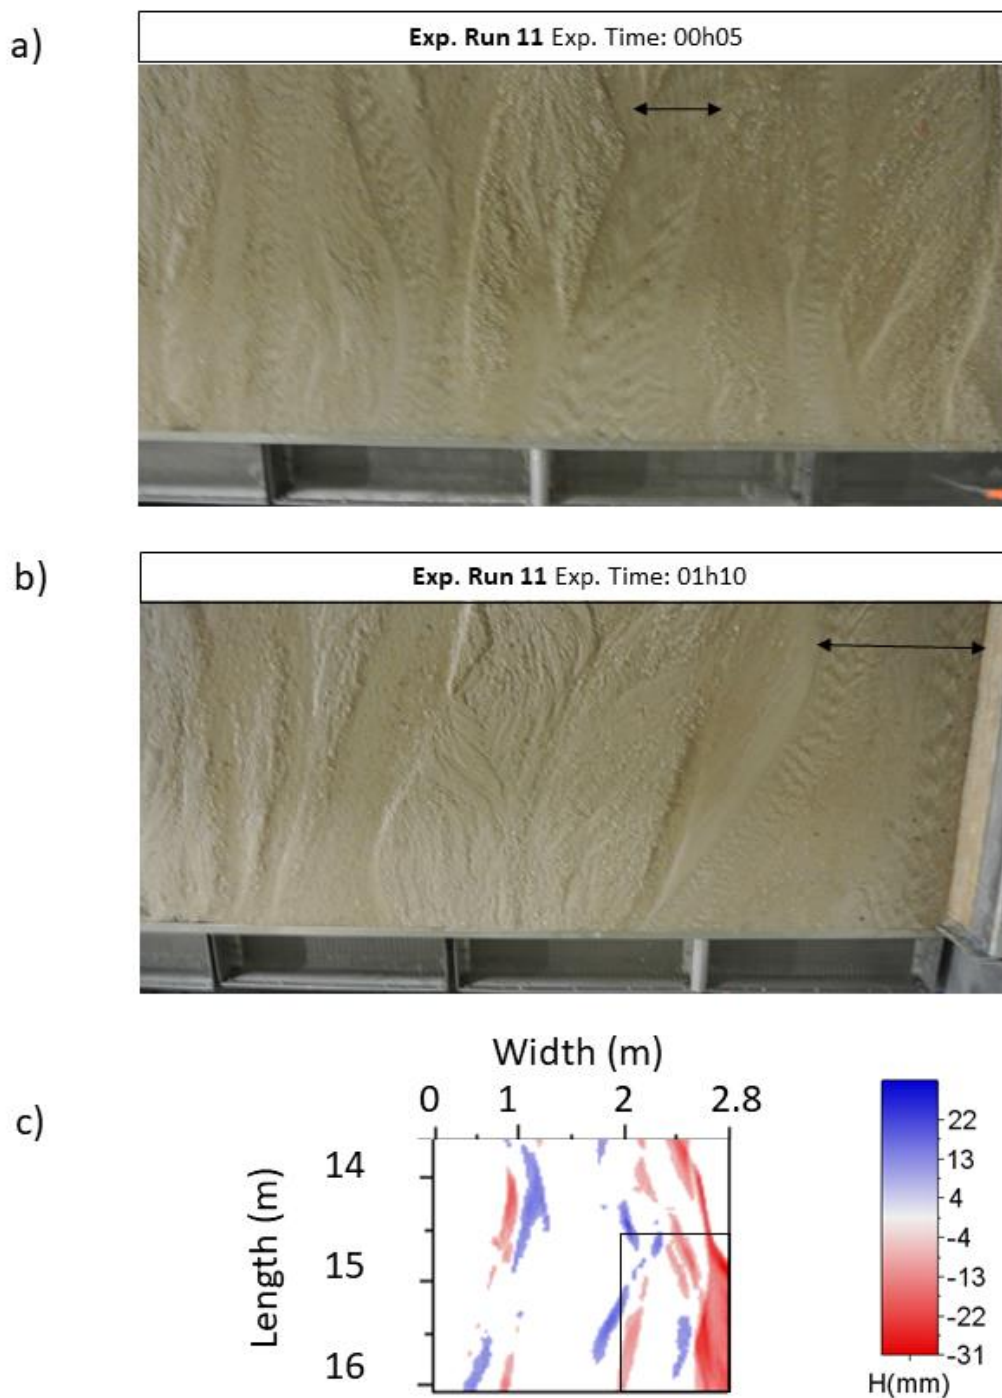 a)
Exp. Run 11 Exp. Time: 00h05
b)
Exp. Run 11 Exp. Time: 01h10
c)
Width (m)
0 1 2 2.8
Length (m)
14
15
16
22
13
4
-4
-13
-22
-31
H(mm)